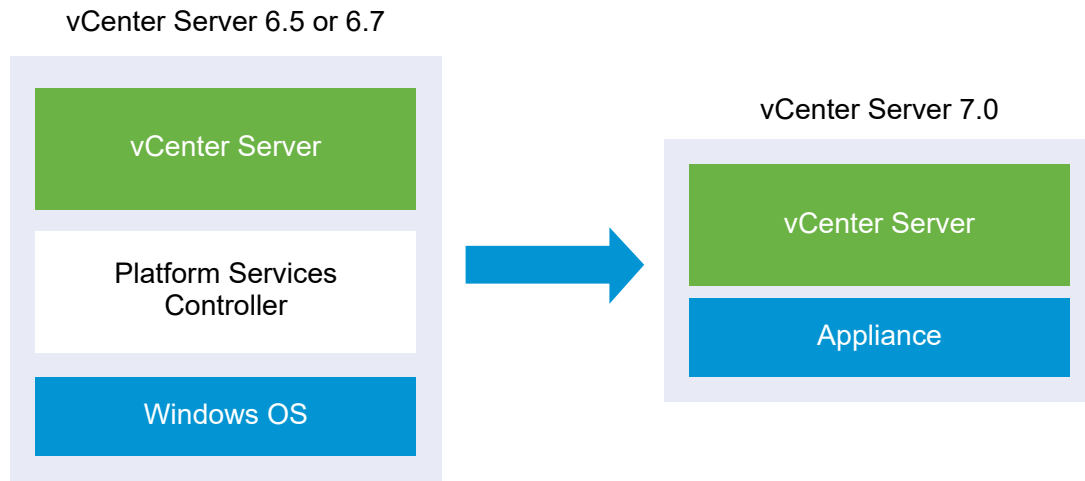 vCenter Server 6.5 or 6.7
vCenter Server
Platform Services
Controller
Windows OS
vCenter Server 7.0
vCenter Server
Appliance